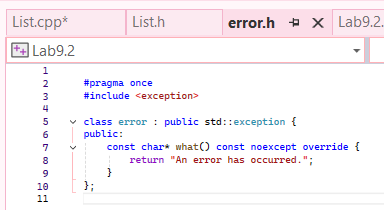 List.cpp*
List.h
error.h
Lab9.2
Lab9.2
1
2 #pragma once
3 #include <exception>
4
5 class error : public std::exception {
6 public:
7 const char* what() const noexcept override {
8 return "An error has occurred.";
9 }
10 };
11